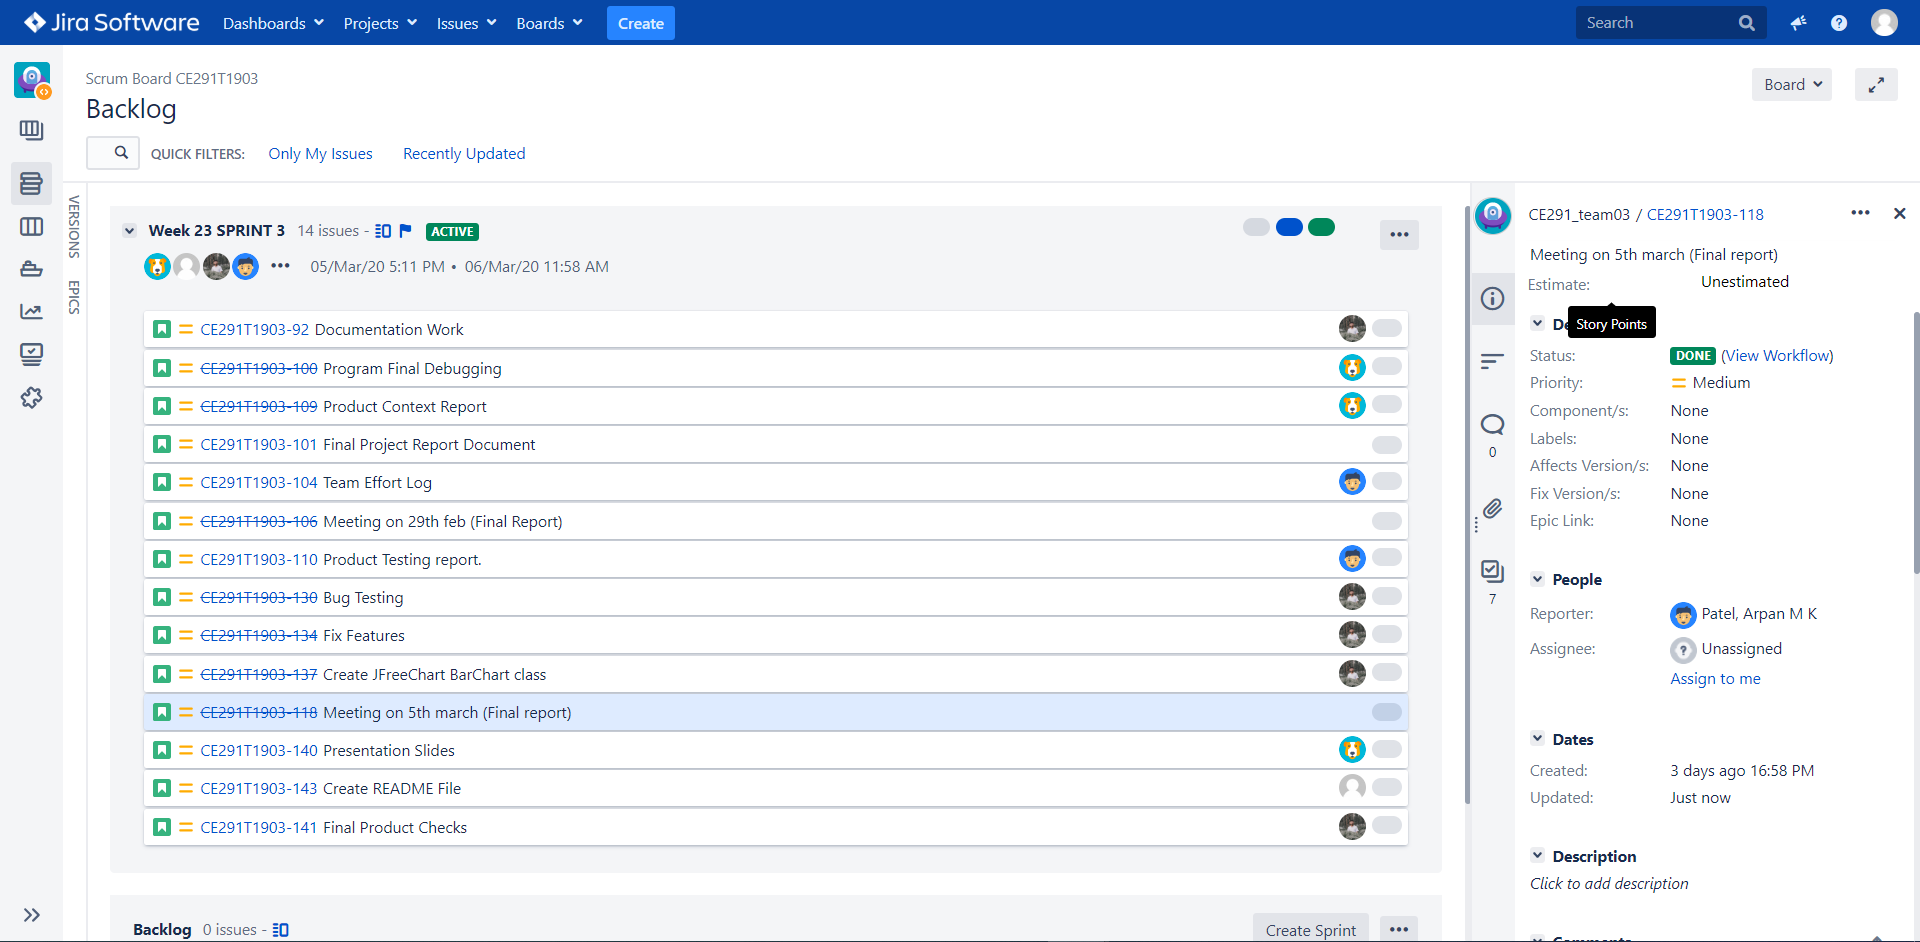 Jira Software Dashboards Projects Issues Boards Create Search
Scrum Board CE291T1903
Backlog
Board
QUICK FILTERS: Only My Issues Recently Updated
VERSIONS
EPICS
Week 23 SPRINT 3 14 issues - ACTIVE
05/Mar/20 5:11 PM • 06/Mar/20 11:58 AM
CE291T1903-92 Documentation Work
CE291T1903-100 Program Final Debugging
CE291T1903-109 Product Context Report
CE291T1903-101 Final Project Report Document
CE291T1903-104 Team Effort Log
CE291T1903-106 Meeting on 29th feb (Final Report)
CE291T1903-110 Product Testing report.
CE291T1903-130 Bug Testing
CE291T1903-134 Fix Features
CE291T1903-137 Create JFreeChart BarChart class
CE291T1903-118 Meeting on 5th march (Final report)
CE291T1903-140 Presentation Slides
CE291T1903-143 Create README File
CE291T1903-141 Final Product Checks
Backlog 0 issues - Create Sprint
0
7
CE291_team03 / CE291T1903-118
Meeting on 5th march (Final report)
Estimate: Unestimated
Story Points
Status: DONE (View Workflow)
Priority: Medium
Component/s: None
Labels: None
Affects Version/s: None
Fix Version/s: None
Epic Link: None
People
Reporter: Patel, Arpan M K
Assignee: Unassigned
Assign to me
Dates
Created: 3 days ago 16:58 PM
Updated: Just now
Description
Click to add description